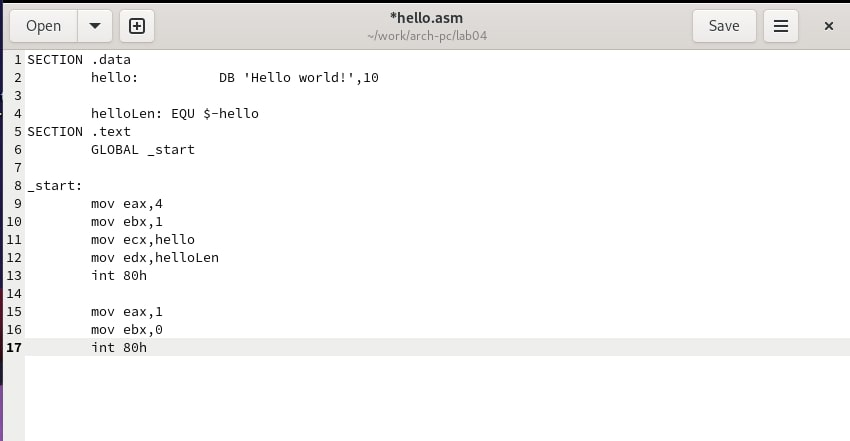 Open
*hello.asm
~/work/arch-pc/lab04
Save
1 SECTION .data
2         hello:          DB 'Hello world!',10
3
4         helloLen: EQU $-hello
5 SECTION .text
6         GLOBAL _start
7
8 _start:
9         mov eax,4
10         mov ebx,1
11         mov ecx,hello
12         mov edx,helloLen
13         int 80h
14
15         mov eax,1
16         mov ebx,0
17         int 80h